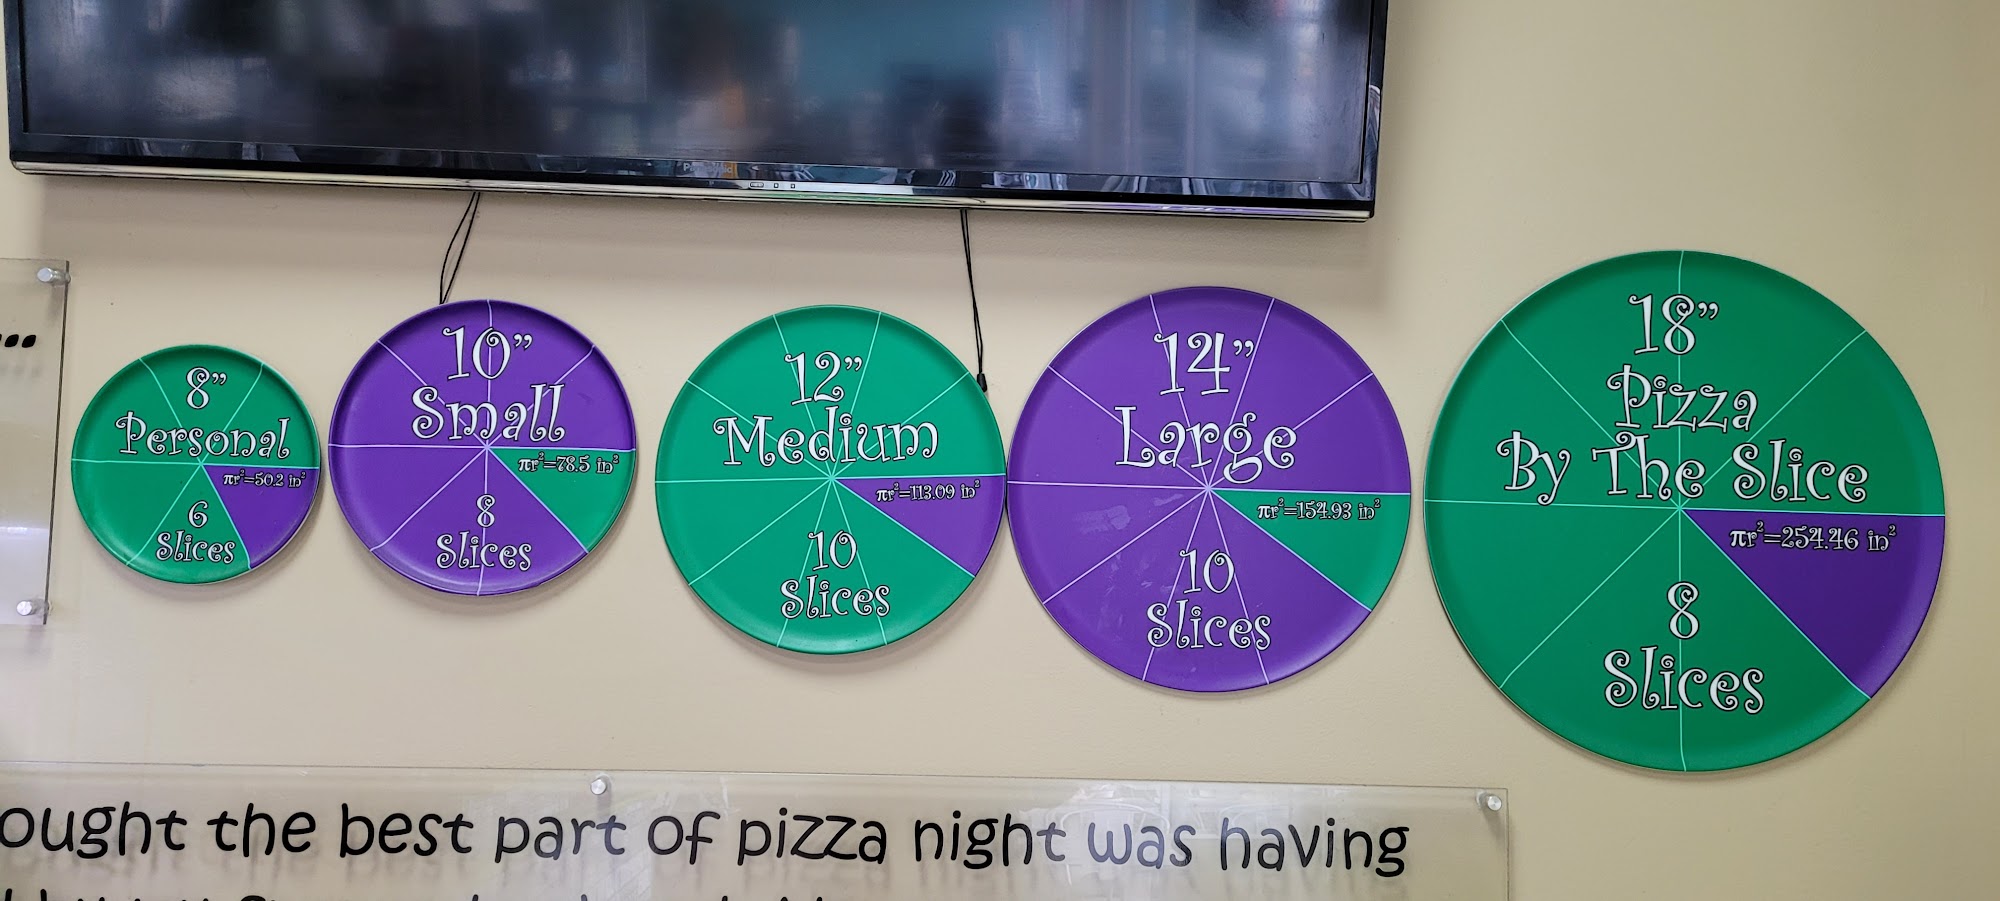 ...
8”
Personal
πr²=50.2 in²
6
Slices
10”
Small
πr²=78.5 in²
8
Slices
12”
Medium
πr²=113.09 in²
10
Slices
14”
Large
πr²=154.93 in²
10
Slices
18”
Pizza
By The Slice
πr²=254.46 in²
8
Slices
ought the best part of pizza night was having